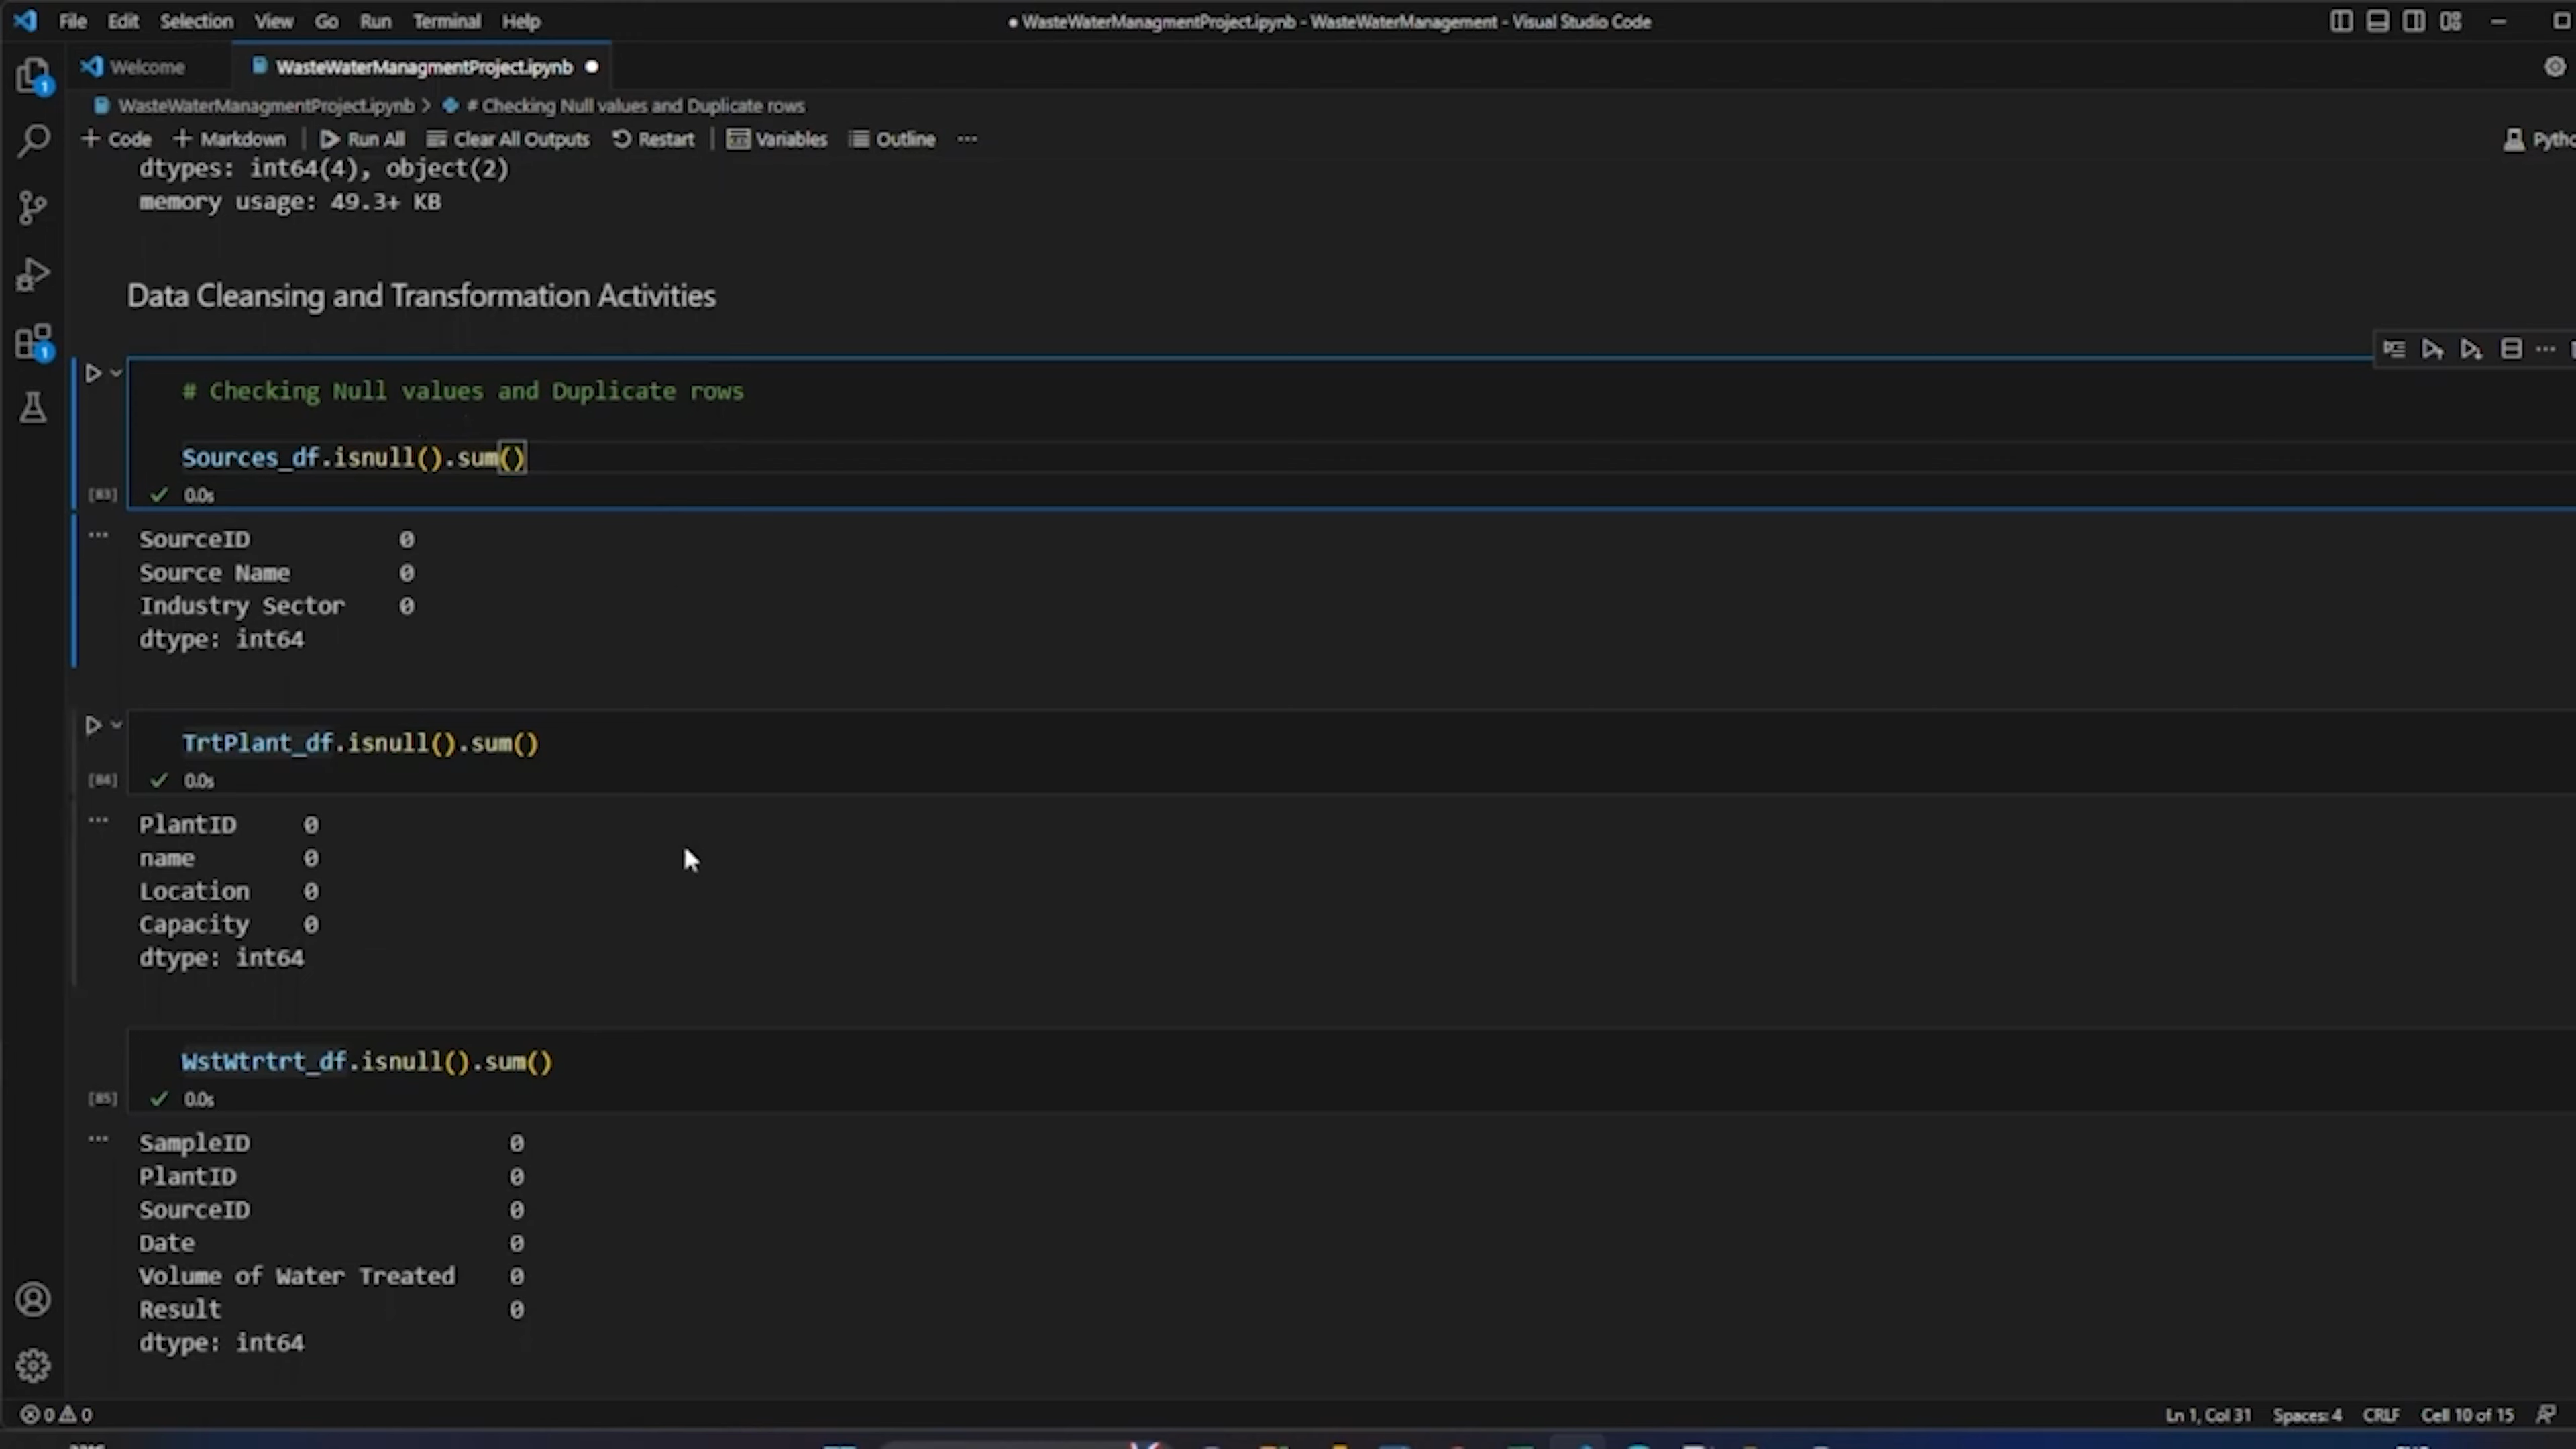 File Edit Selection View Go Run Terminal Help
● WasteWaterManagmentProject.ipynb - WasteWaterManagement - Visual Studio Code
Welcome
WasteWaterManagmentProject.ipynb ●
WasteWaterManagmentProject.ipynb > # Checking Null values and Duplicate rows
+ Code + Markdown | Run All Clear All Outputs Restart | Variables Outline ...
dtypes: int64(4), object(2)
memory usage: 49.3+ KB
Data Cleansing and Transformation Activities
# Checking Null values and Duplicate rows
Sources_df.isnull().sum()
[83] ✓ 0.0s
SourceID 0
Source Name 0
Industry Sector 0
dtype: int64
TrtPlant_df.isnull().sum()
[84] ✓ 0.0s
PlantID 0
name 0
Location 0
Capacity 0
dtype: int64
WstWtrtrt_df.isnull().sum()
[85] ✓ 0.0s
SampleID 0
PlantID 0
SourceID 0
Date 0
Volume of Water Treated 0
Result 0
dtype: int64
0 0
Ln 1, Col 31 Spaces: 4 CRLF Cell 10 of 15